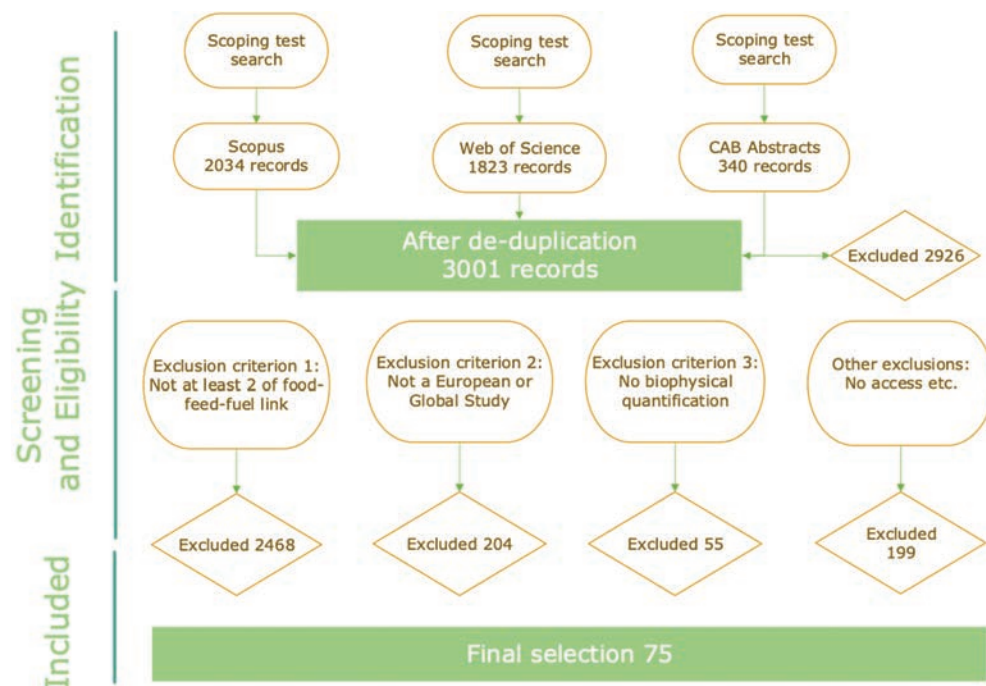 Identification
Scoping test
search
Scoping test
search
Scoping test
search
Scopus
2034 records
Web of Science
1823 records
CAB Abstracts
340 records
After de-duplication
3001 records
Excluded 2926
Screening
and Eligibility
Exclusion criterion 1:
Not at least 2 of food-
feed-fuel link
Exclusion criterion 2:
Not a European or
Global Study
Exclusion criterion 3:
No biophysical
quantification
Other exclusions:
No access etc.
Excluded 2468
Excluded 204
Excluded 55
Excluded
199
Included
Final selection 75